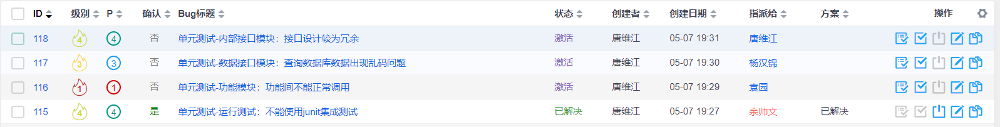 ID 级别 P 确认 Bug标题 状态 创建者 创建日期 指派给 方案 操作
118 4 4 否 单元测试-内部接口模块：接口设计较为冗余 激活 唐维江 05-07 19:31 唐维江
117 3 3 否 单元测试-数据接口模块：查询数据库数据出现乱码问题 激活 唐维江 05-07 19:30 杨汉锦
116 1 1 否 单元测试-功能模块：功能间不能正常调用 激活 唐维江 05-07 19:29 袁园
115 4 4 是 单元测试-运行测试：不能使用junit集成测试 已解决 唐维江 05-07 19:27 余帅文 已解决